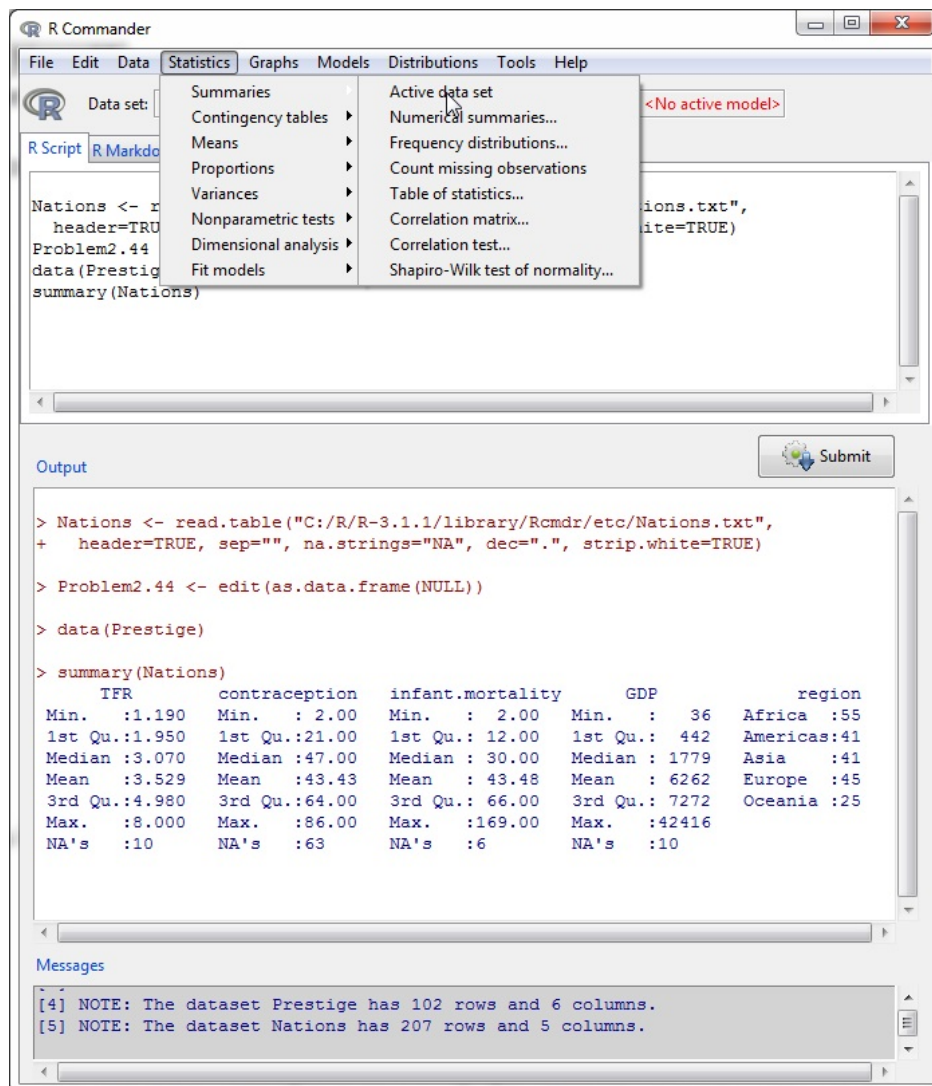 R Commander
File Edit Data Statistics Graphs Models Distributions Tools Help
Data set:
<No active model>
Summaries
Contingency tables
Means
Proportions
Variances
Nonparametric tests
Dimensional analysis
Fit models
Active data set
Numerical summaries...
Frequency distributions...
Count missing observations
Table of statistics...
Correlation matrix...
Correlation test...
Shapiro-Wilk test of normality...
R Script R Markdo
Nations <- r ions.txt",
header=TRU ite=TRUE)
Problem2.44
data(Prestig
summary(Nations)
Submit
Output
> Nations <- read.table("C:/R/R-3.1.1/library/Rcmdr/etc/Nations.txt",
+   header=TRUE, sep="", na.strings="NA", dec=".", strip.white=TRUE)
> Problem2.44 <- edit(as.data.frame(NULL))
> data(Prestige)
> summary(Nations)
TFR contraception infant.mortality GDP region
Min.   :1.190   Min.   : 2.00   Min.   :  2.00   Min.   :   36   Africa  :55
1st Qu.:1.950   1st Qu.:21.00   1st Qu.: 12.00   1st Qu.:  442   Americas:41
Median :3.070   Median :47.00   Median : 30.00   Median : 1779   Asia    :41
Mean   :3.529   Mean   :43.43   Mean   : 43.48   Mean   : 6262   Europe  :45
3rd Qu.:4.980   3rd Qu.:64.00   3rd Qu.: 66.00   3rd Qu.: 7272   Oceania :25
Max.   :8.000   Max.   :86.00   Max.   :169.00   Max.   :42416
NA's   :10   NA's   :63   NA's   :6   NA's   :10
Messages
[4] NOTE: The dataset Prestige has 102 rows and 6 columns.
[5] NOTE: The dataset Nations has 207 rows and 5 columns.